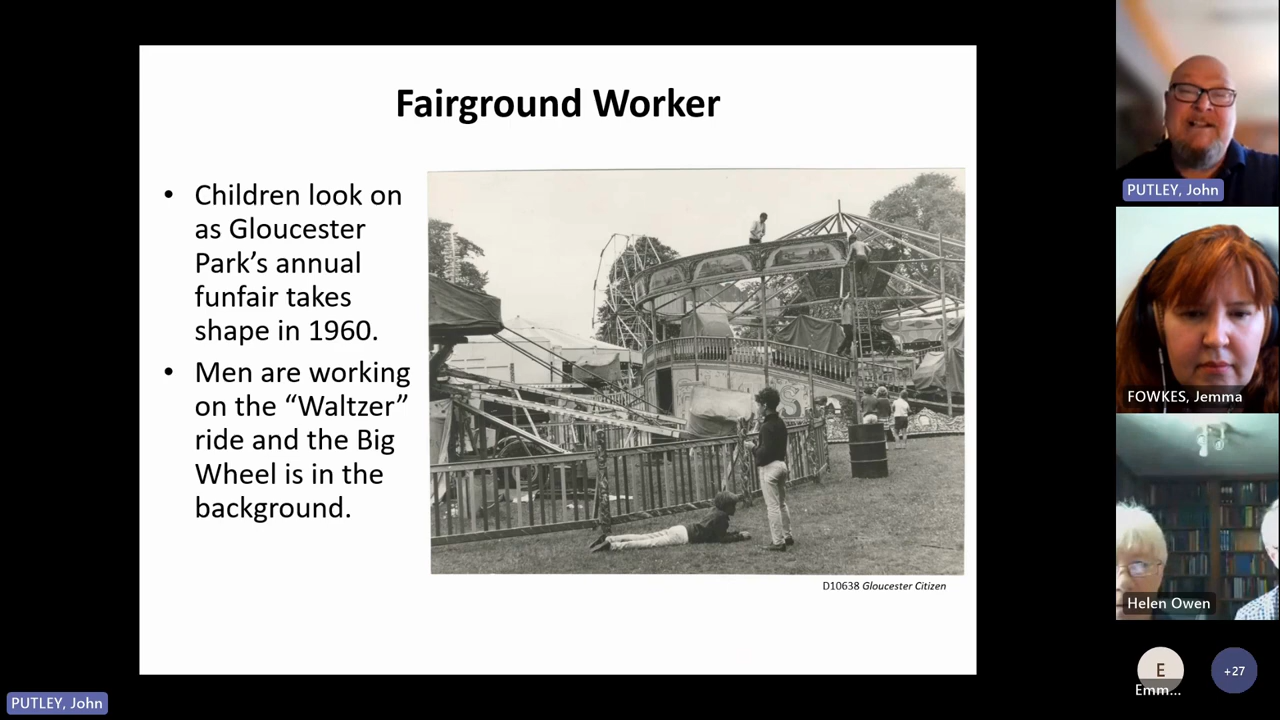 Fairground Worker
• Children look on
as Gloucester
Park’s annual
funfair takes
shape in 1960.
• Men are working
on the “Waltzer”
ride and the Big
Wheel is in the
background.
D10638 Gloucester Citizen
PUTLEY, John
FOWKES, Jemma
Helen Owen
E
Emm...
+27
PUTLEY, John